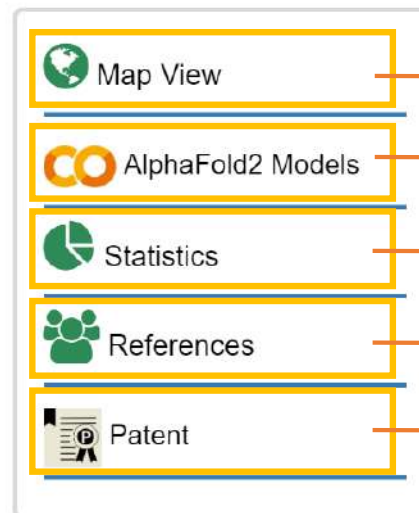 Map View
AlphaFold2 Models
Statistics
References
P
Patent